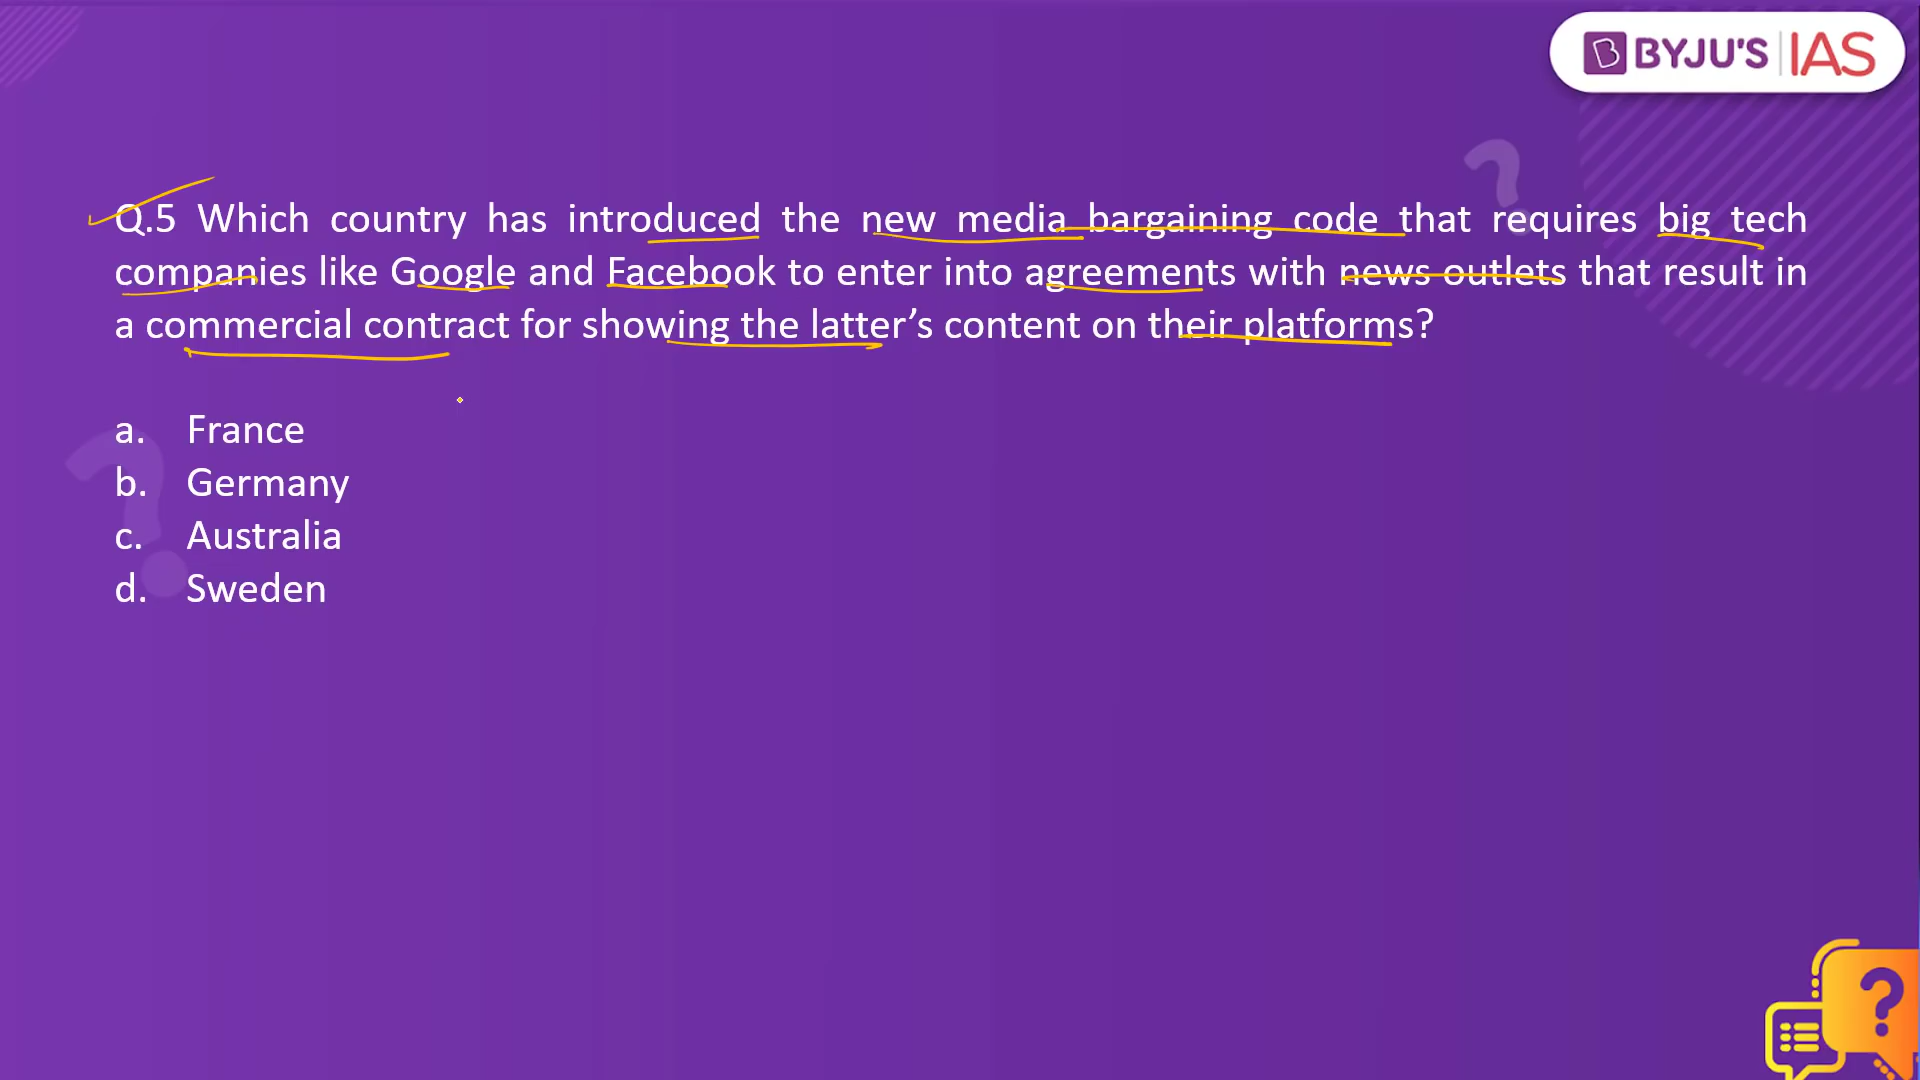 BYJU'S IAS
Q.5 Which country has introduced the new media bargaining code that requires big tech
companies like Google and Facebook to enter into agreements with news outlets that result in
a commercial contract for showing the latter’s content on their platforms?
a. France
b. Germany
c. Australia
d. Sweden